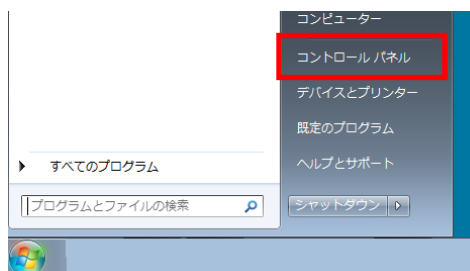 コンピューター
コントロール パネル
デバイスとプリンター
既定のプログラム
ヘルプとサポート
すべてのプログラム
プログラムとファイルの検索
シャットダウン